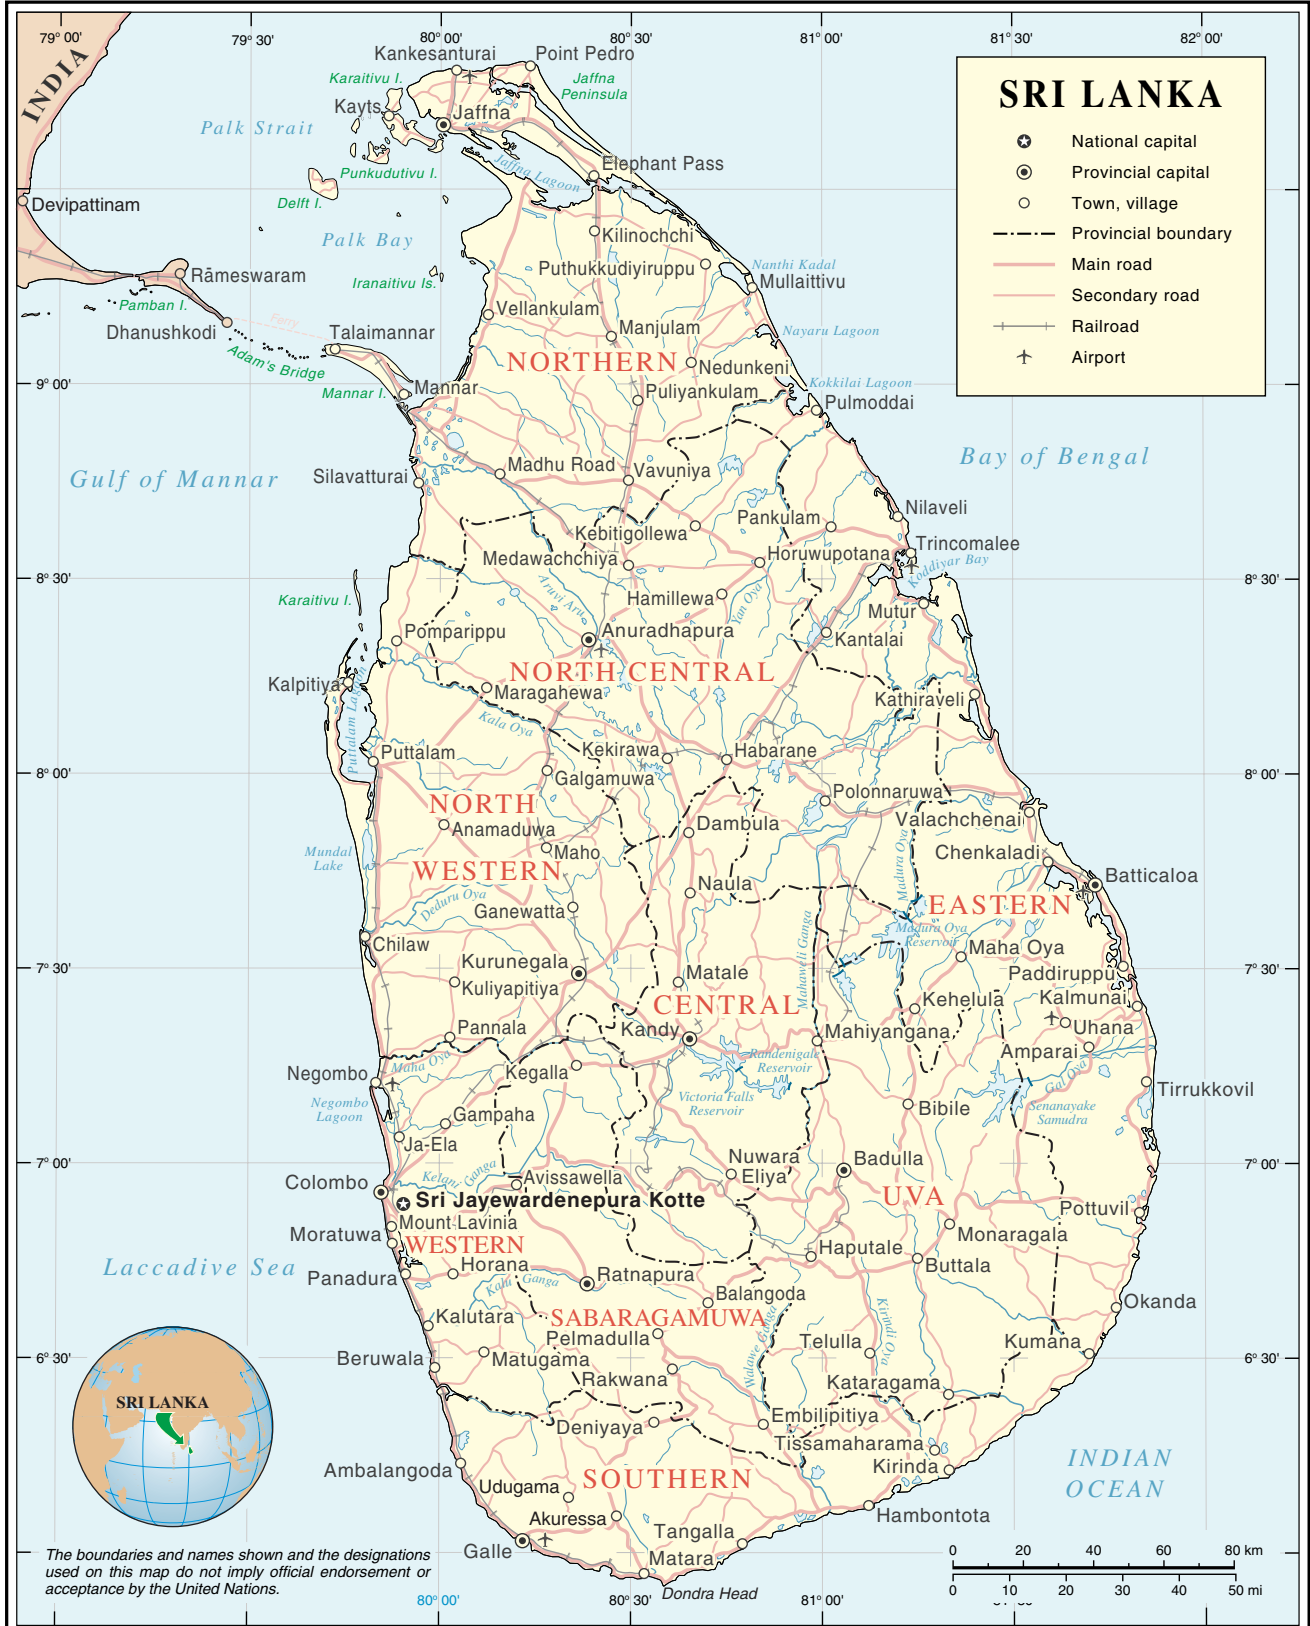 79° 00'
79° 30'
80° 00'
80° 30'
81° 00'
81° 30'
82° 00'
INDIA
Kankesanturai
Point Pedro
Karaitivu I.
Jaffna
Peninsula
Kayts
Jaffna
Palk Strait
Elephant Pass
Jaffna Lagoon
Punkudutivu I.
Delft I.
Devipattinam
Palk Bay
Kilinochchi
Puthukkudiyiruppu
Nanthi Kadal
Mullaittivu
Rāmeswaram
Iranaitivu Is.
Pamban I.
Vellankulam
Dhanushkodi
Ferry
Talaimannar
Manjulam
Nayaru Lagoon
Adam's Bridge
NORTHERN
Nedunkeni
9° 00'
Mannar I.
Mannar
Puliyankulam
Kokkilai Lagoon
Pulmoddai
SRI LANKA
National capital
Provincial capital
Town, village
Provincial boundary
Main road
Secondary road
Railroad
Airport
Gulf of Mannar
Silavatturai
Madhu Road
Vavuniya
Bay of Bengal
Nilaveli
Pankulam
Kebitigollewa
Trincomalee
Medawachchiya
Horuwupotana
Koddiyar Bay
8° 30'
8° 30'
Karaitivu I.
Aruvi Aru
Hamillewa
Yan Oya
Mutur
Pomparippu
Anuradhapura
Kantalai
NORTH CENTRAL
Kalpitiya
Maragahewa
Kathiraveli
Puttalam Lagoon
Kala Oya
Puttalam
Kekirawa
Habarane
8° 00'
8° 00'
Galgamuwa
Polonnaruwa
NORTH
WESTERN
Anamaduwa
Dambula
Valachchenai
Mundal
Lake
Maho
Madura Oya
Chenkaladi
Naula
Batticaloa
Deduru Oya
Ganewatta
EASTERN
Madura Oya
Reservoir
Mahaweli Ganga
Chilaw
Maha Oya
Kurunegala
Matale
Paddiruppu
7° 30'
7° 30'
Kuliyapitiya
CENTRAL
Kehelula
Kalmunai
Pannala
Kandy
Mahiyangana
Uhana
Maha Oya
Randenigale
Reservoir
Amparai
Negombo
Kegalla
Gal Oya
Tirrukkovil
Negombo
Lagoon
Victoria Falls
Reservoir
Bibile
Senanayake
Samudra
Gampaha
Ja-Ela
Nuwara
Eliya
Badulla
7° 00'
7° 00'
Kelani Ganga
Avissawella
Colombo
Sri Jayewardenepura Kotte
UVA
Pottuvil
Mount Lavinia
Moratuwa
WESTERN
Monaragala
Haputale
Laccadive Sea
Panadura
Horana
Ratnapura
Buttala
Kalu Ganga
Balangoda
Okanda
Kalutara
SABARAGAMUWA
Pelmadulla
Walawe Ganga
Telulla
Kirindi Oya
Kumana
Beruwala
Matugama
6° 30'
6° 30'
Rakwana
Kataragama
SRI LANKA
Deniyaya
Embilipitiya
Tissamaharama
Ambalangoda
Kirinda
INDIAN
OCEAN
SOUTHERN
Udugama
Akuressa
Hambontota
Tangalla
Galle
Matara
Dondra Head
The boundaries and names shown and the designations
used on this map do not imply official endorsement or
acceptance by the United Nations.
0 20 40 60 80 km
0 10 20 30 40 50 mi
80° 00'
80° 30'
81° 00'